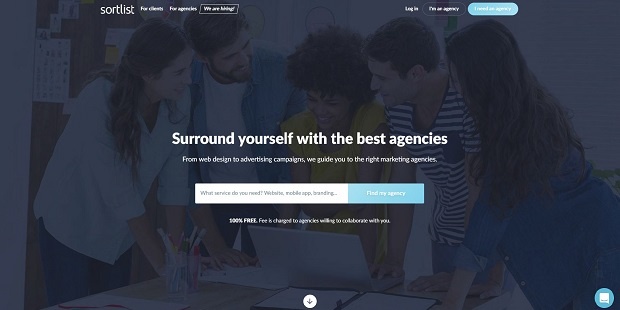 sortlist
For clients
For agencies
We are hiring!
Log in
I'm an agency
I need an agency
Surround yourself with the best agencies
From web design to advertising campaigns, we guide you to the right marketing agencies.
What service do you need? Website, mobile app, branding...
Find my agency
100% FREE. Fee is charged to agencies willing to collaborate with you.